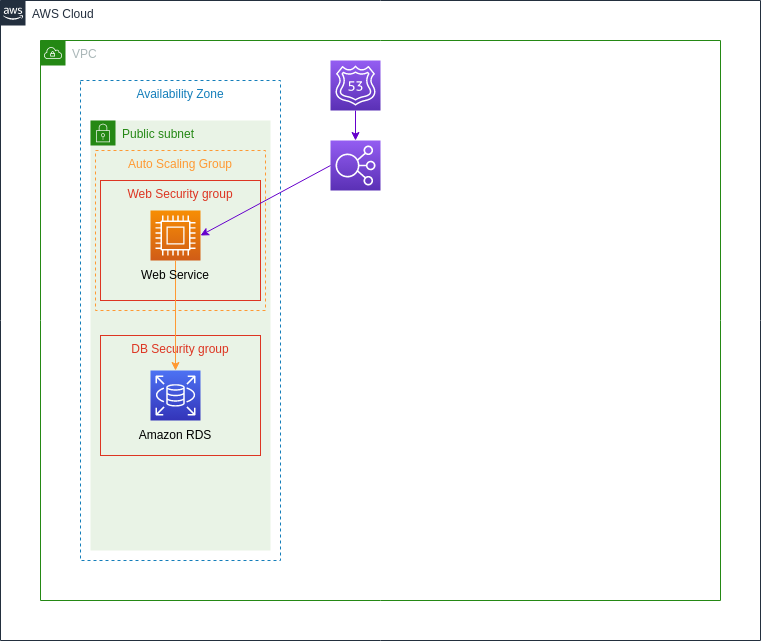 aws
AWS Cloud
VPC
Availability Zone
53
Public subnet
Auto Scaling Group
Web Security group
Web Service
DB Security group
Amazon RDS